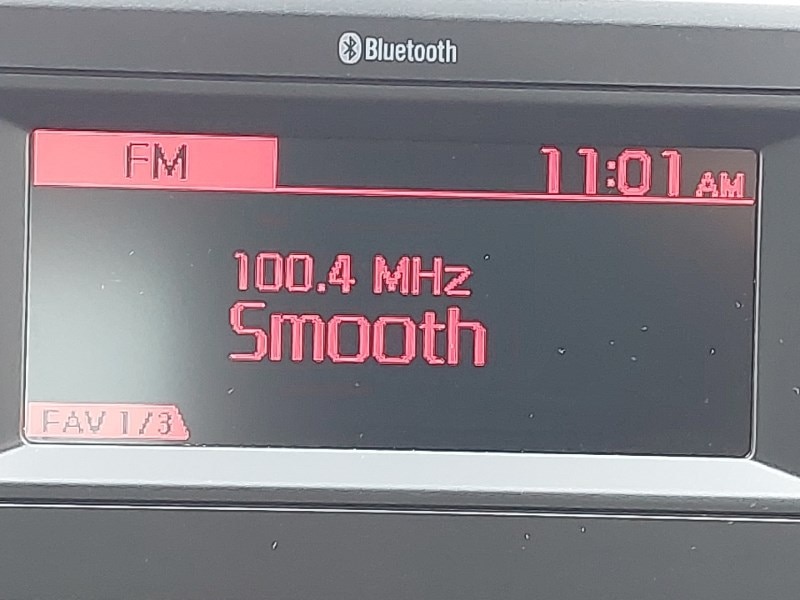 Bluetooth
FM 11:01 AM
100.4 MHz
Smooth
FAV 1/3